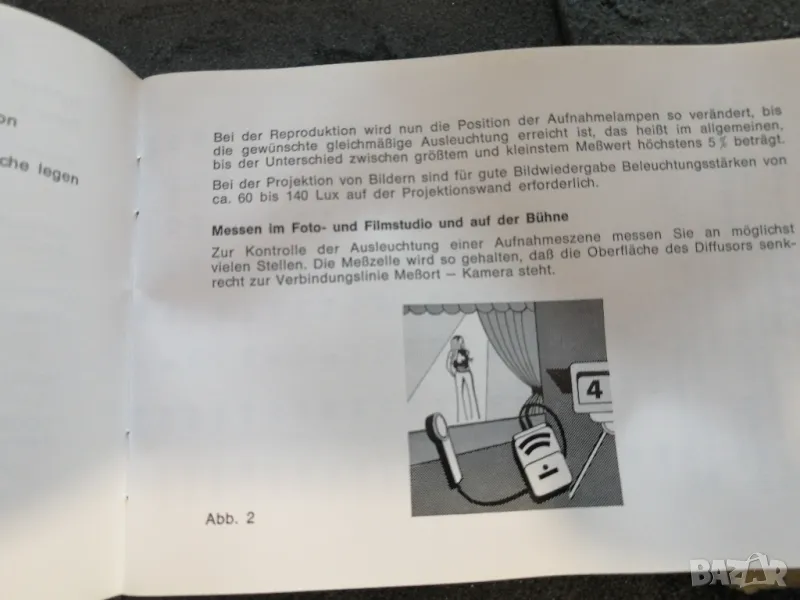 on
che legen
Bei der Reproduktion wird nun die Position der Aufnahmelampen so verändert, bis
die gewünschte gleichmäßige Ausleuchtung erreicht ist, das heißt im allgemeinen,
bis der Unterschied zwischen größtem und kleinstem Meßwert höchstens 5 % beträgt.
Bei der Projektion von Bildern sind für gute Bildwiedergabe Beleuchtungsstärken von
ca. 60 bis 140 Lux auf der Projektionswand erforderlich.
Messen im Foto- und Filmstudio und auf der Bühne
Zur Kontrolle der Ausleuchtung einer Aufnahmeszene messen Sie an möglichst
vielen Stellen. Die Meßzelle wird so gehalten, daß die Oberfläche des Diffusors senk-
recht zur Verbindungslinie Meßort – Kamera steht.
4
Abb. 2
BAZAR